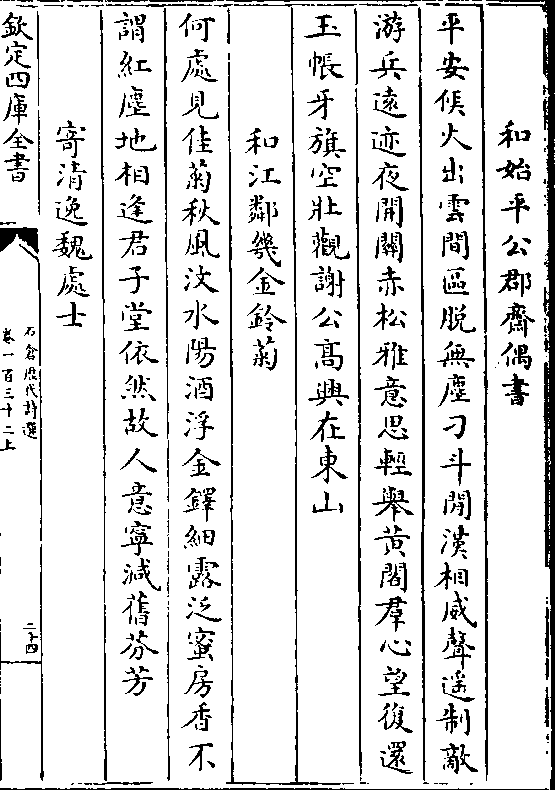 和始平公郡齋偶書
平安候火出雲間區脱無塵刁斗閒漢相威聲遥制敵
游兵遠迹夜開關赤松雅意思輕舉黄閣羣心望復還
玉帳牙旗空壯觀謝公髙興在東山
和江鄰幾金鈴菊
何處見佳菊秋風汶水陽酒浮金鐸細露泛蜜房香不
謂紅塵地相逢君子堂依然故人意寧減舊芬芳
寄清逸魏處士
欽定四庫全書
石倉歴代詩選
卷一百三十二上
二十四